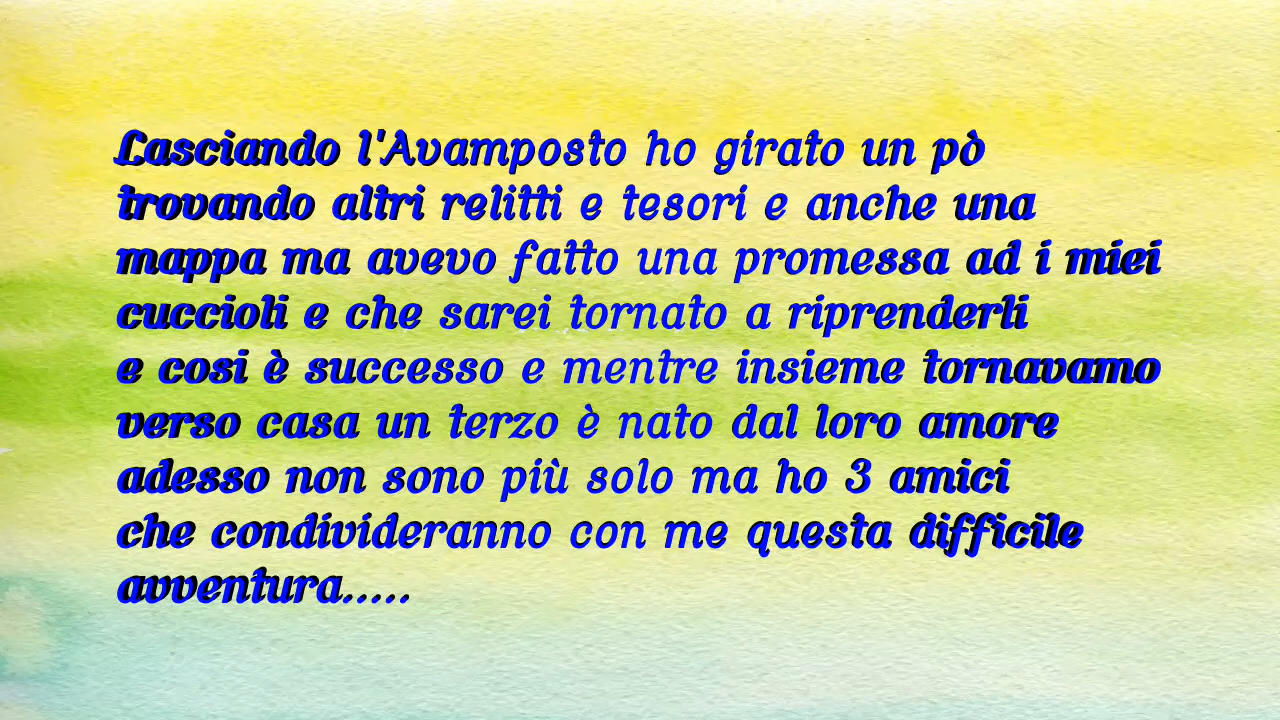 Lasciando l'Avamposto ho girato un pò
trovando altri relitti e tesori e anche una
mappa ma avevo fatto una promessa ad i miei
cuccioli e che sarei tornato a riprenderli
e cosi è successo e mentre insieme tornavamo
verso casa un terzo è nato dal loro amore
adesso non sono più solo ma ho 3 amici
che condivideranno con me questa difficile
avventura.....